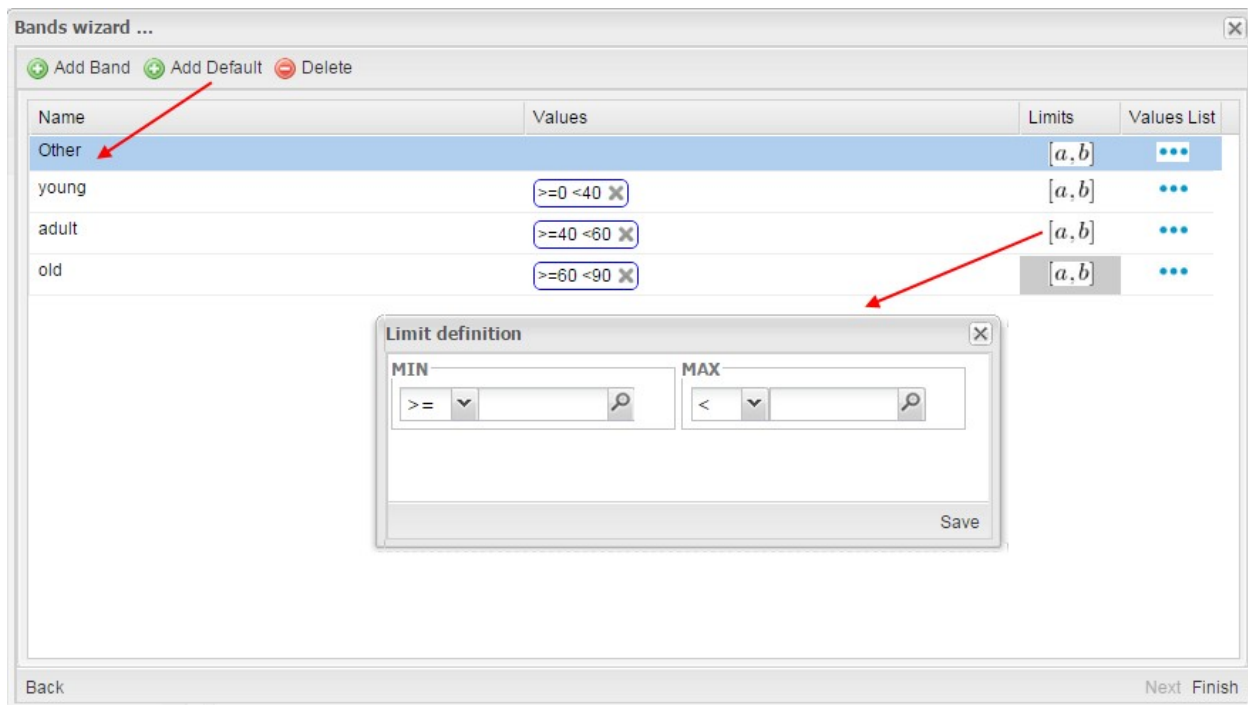 Bands wizard ...
Add Band Add Default Delete
Name Values Limits Values List
Other [a,b] •••
young >=0 <40 [a,b] •••
adult >=40 <60 [a,b] •••
old >=60 <90 [a,b] •••
Limit definition
MIN MAX
>= <
Save
Back Next Finish